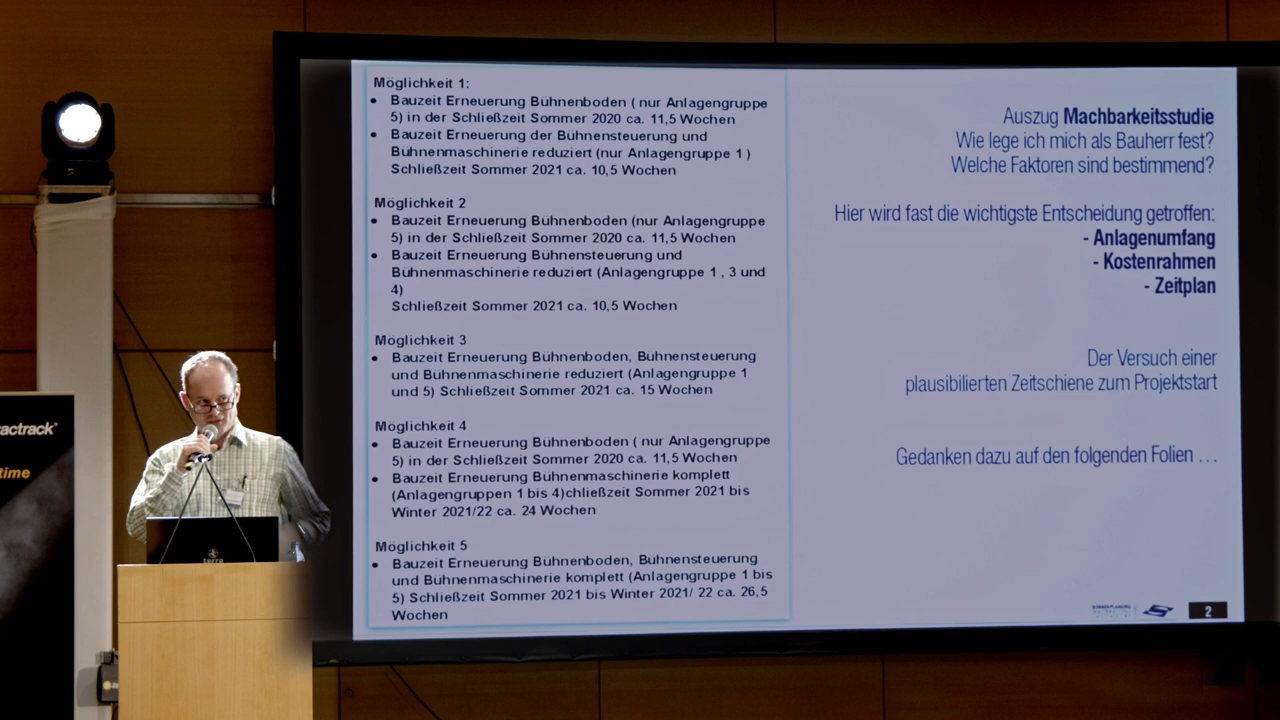 Möglichkeit 1:
• Bauzeit Erneuerung Bühnenboden ( nur Anlagengruppe
5) in der Schließzeit Sommer 2020 ca. 11,5 Wochen
• Bauzeit Erneuerung der Bühnensteuerung und
Bühnenmaschinerie reduziert (nur Anlagengruppe 1 )
Schließzeit Sommer 2021 ca. 10,5 Wochen
Möglichkeit 2
• Bauzeit Erneuerung Bühnenboden (nur Anlagengruppe
5) in der Schließzeit Sommer 2020 ca. 11,5 Wochen
• Bauzeit Erneuerung Bühnensteuerung und
Bühnenmaschinerie reduziert (Anlagengruppe 1 , 3 und
4)
Schließzeit Sommer 2021 ca. 10,5 Wochen
Möglichkeit 3
• Bauzeit Erneuerung Bühnenboden, Buhnensteuerung
und Bühnenmaschinerie reduziert (Anlagengruppe 1
und 5) Schließzeit Sommer 2021 ca. 15 Wochen
Möglichkeit 4
• Bauzeit Erneuerung Bühnenboden ( nur Anlagengruppe
5) in der Schließzeit Sommer 2020 ca. 11,5 Wochen
• Bauzeit Erneuerung Bühnenmaschinerie komplett
(Anlagengruppen 1 bis 4)chließzeit Sommer 2021 bis
Winter 2021/22 ca. 24 Wochen
Möglichkeit 5
• Bauzeit Erneuerung Bühnenboden, Bühnensteuerung
und Bühnenmaschinerie komplett (Anlagengruppe 1 bis
5) Schließzeit Sommer 2021 bis Winter 2021/ 22 ca. 26,5
Wochen
Auszug Machbarkeitsstudie
Wie lege ich mich als Bauherr fest?
Welche Faktoren sind bestimmend?
Hier wird fast die wichtigste Entscheidung getroffen:
- Anlagenumfang
- Kostenrahmen
- Zeitplan
Der Versuch einer
plausibilierten Zeitschiene zum Projektstart
Gedanken dazu auf den folgenden Folien …
2
actrack®
time
terra